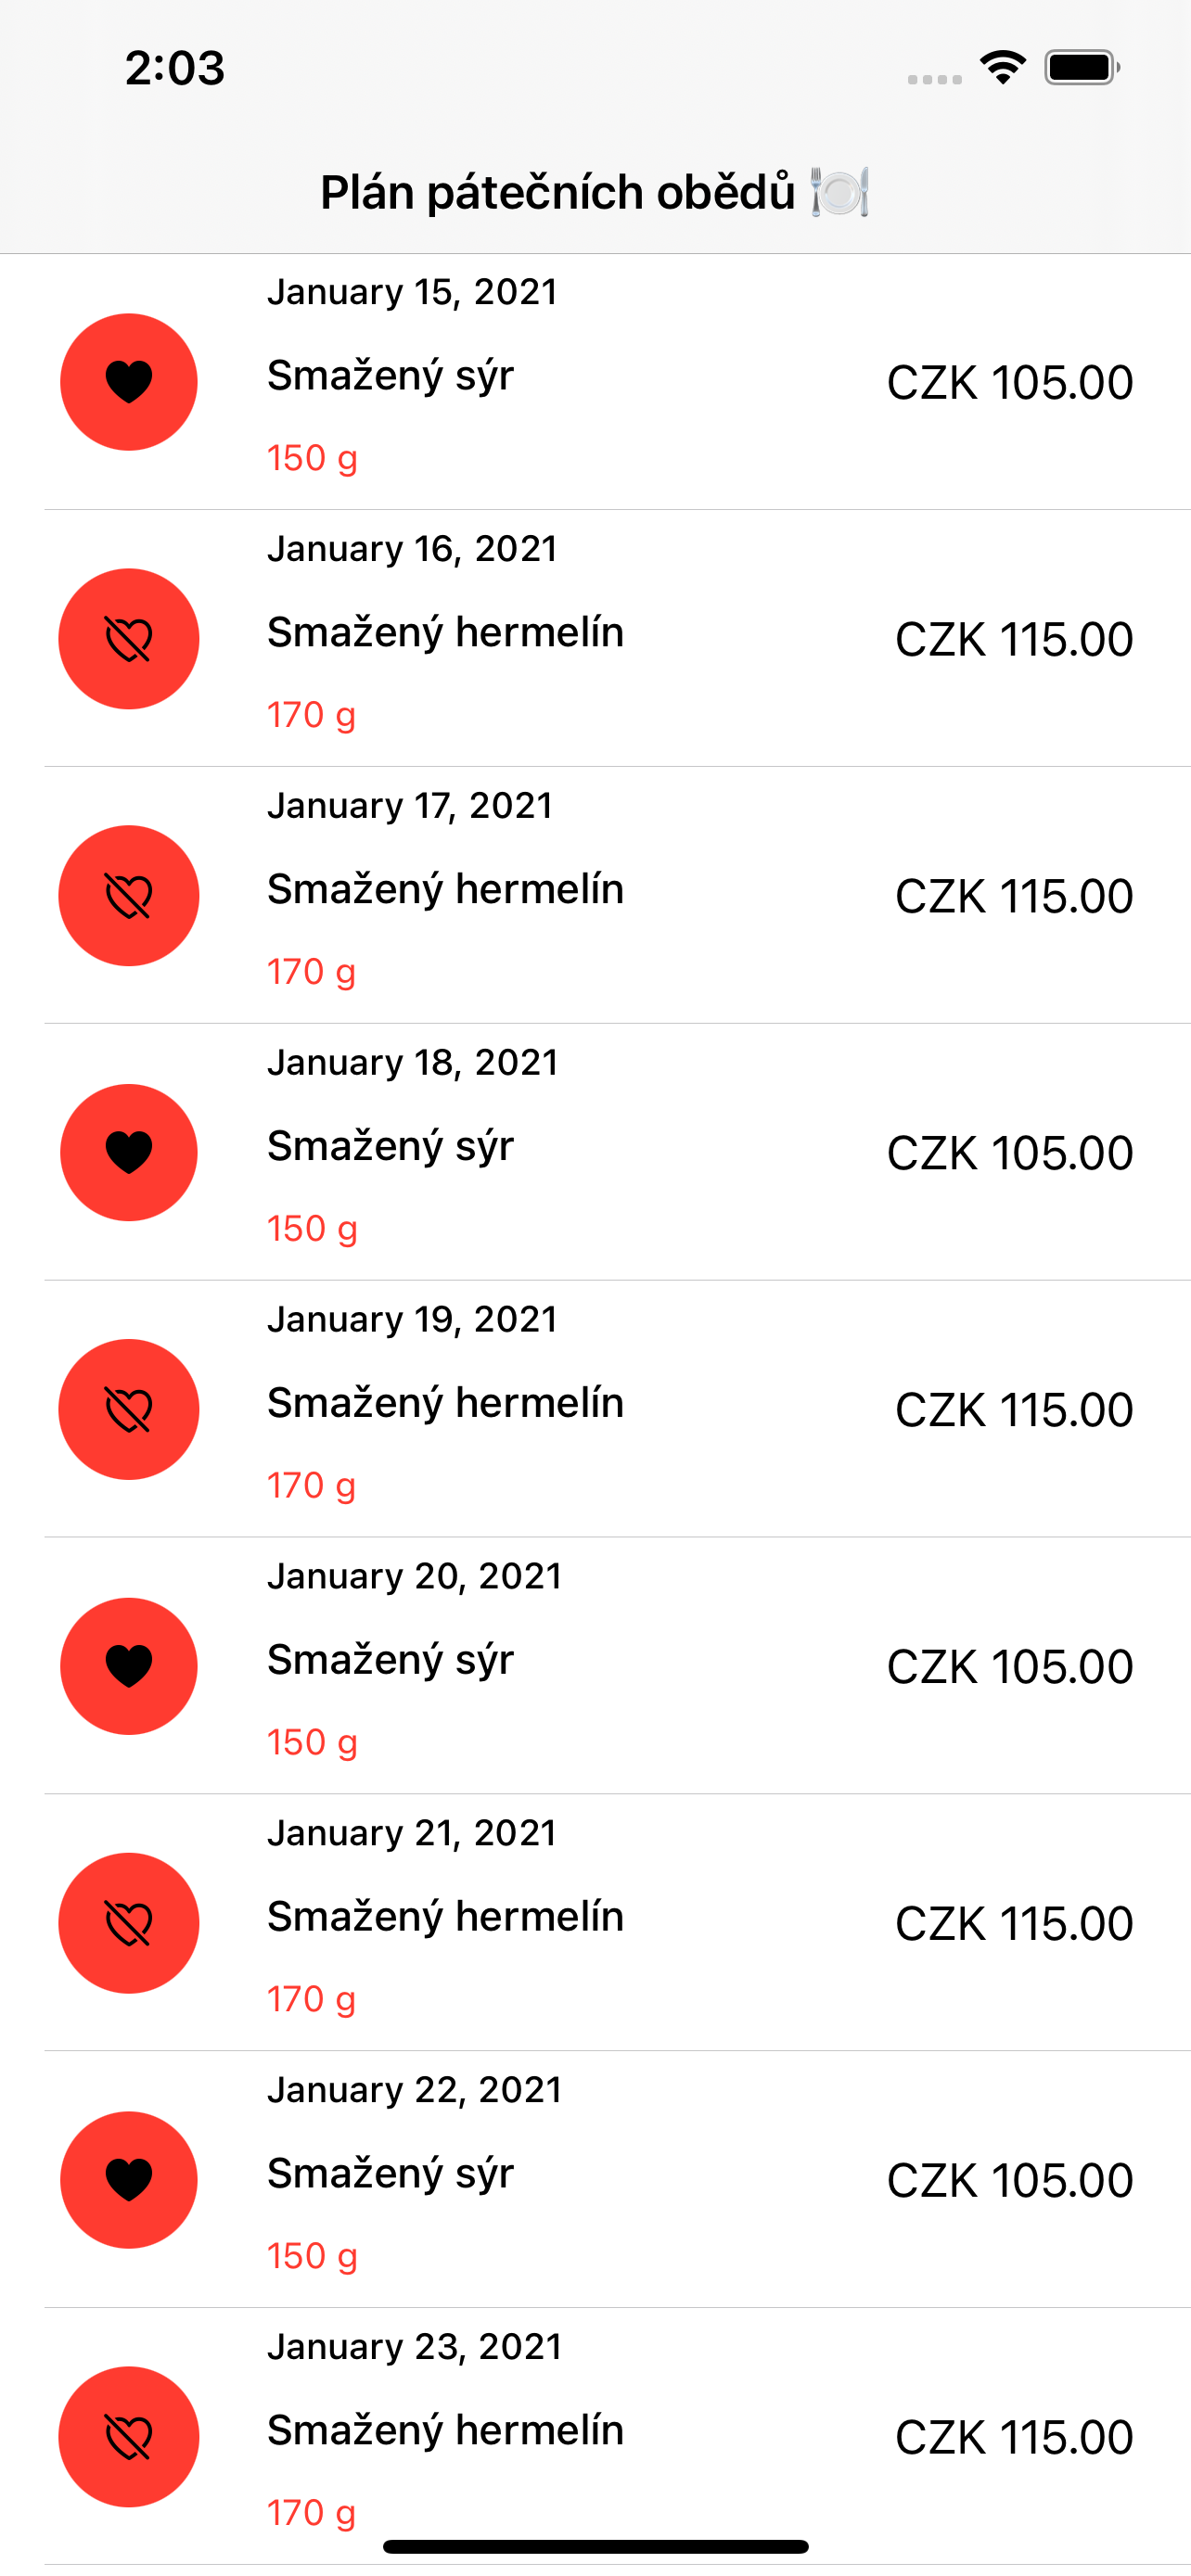 2:03
Plán pátečních obědů 🍽️
January 15, 2021
Smažený sýr
CZK 105.00
150 g
January 16, 2021
Smažený hermelín
CZK 115.00
170 g
January 17, 2021
Smažený hermelín
CZK 115.00
170 g
January 18, 2021
Smažený sýr
CZK 105.00
150 g
January 19, 2021
Smažený hermelín
CZK 115.00
170 g
January 20, 2021
Smažený sýr
CZK 105.00
150 g
January 21, 2021
Smažený hermelín
CZK 115.00
170 g
January 22, 2021
Smažený sýr
CZK 105.00
150 g
January 23, 2021
Smažený hermelín
CZK 115.00
170 g